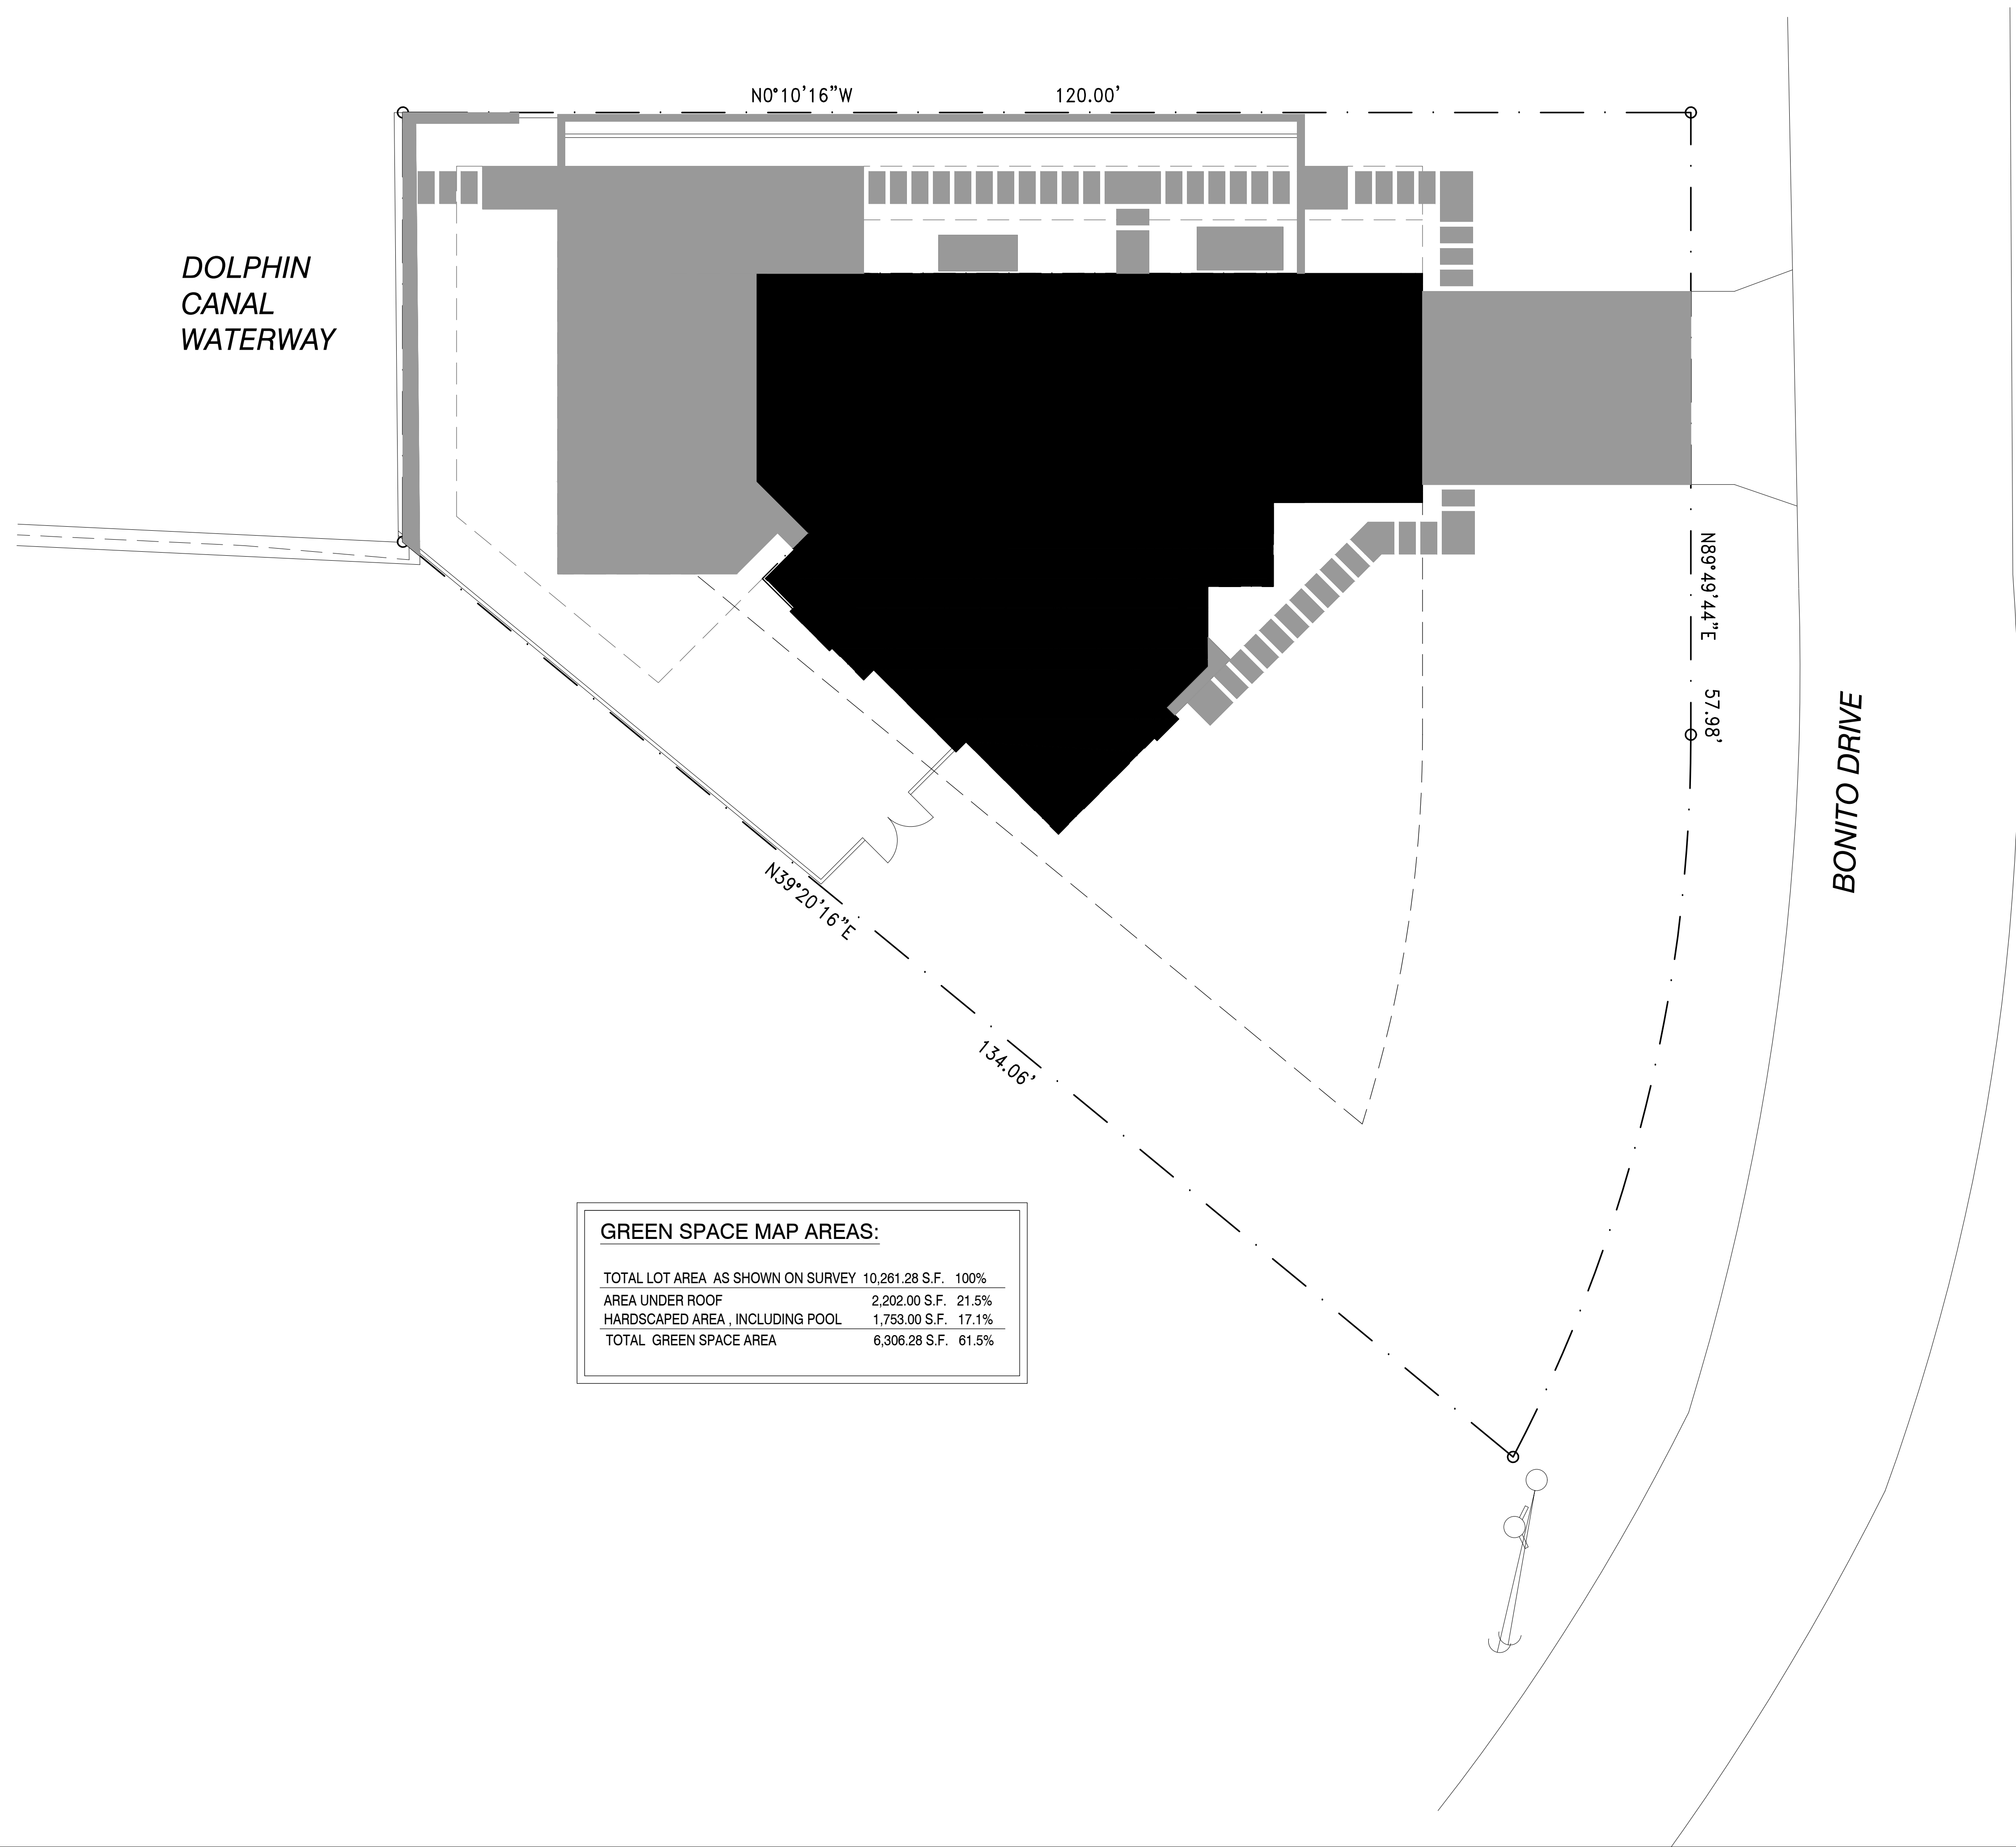 N0°10'16"W 120.00'
DOLPHIN
CANAL
WATERWAY
N89°49'44"E 57.98'
BONITO DRIVE
N39°20'16"E
134.06'
GREEN SPACE MAP AREAS:
TOTAL LOT AREA AS SHOWN ON SURVEY 10,261.28 S.F. 100%
AREA UNDER ROOF 2,202.00 S.F. 21.5%
HARDSCAPED AREA , INCLUDING POOL 1,753.00 S.F. 17.1%
TOTAL GREEN SPACE AREA 6,306.28 S.F. 61.5%